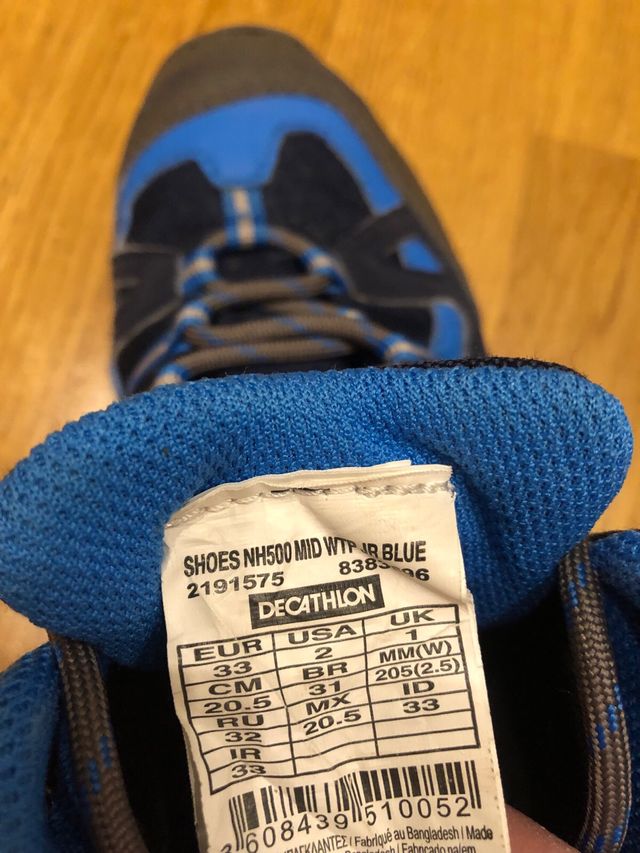 SHOES NH500 MID WTP JR BLUE
2191575
DECATHLON
EUR USA UK
33 2 1
CM BR MM(W)
20.5 31 205(2.5)
RU MX ID
32 20.5 33
IR
33
608439 510052
Fabriqué au Bangladesh / Made